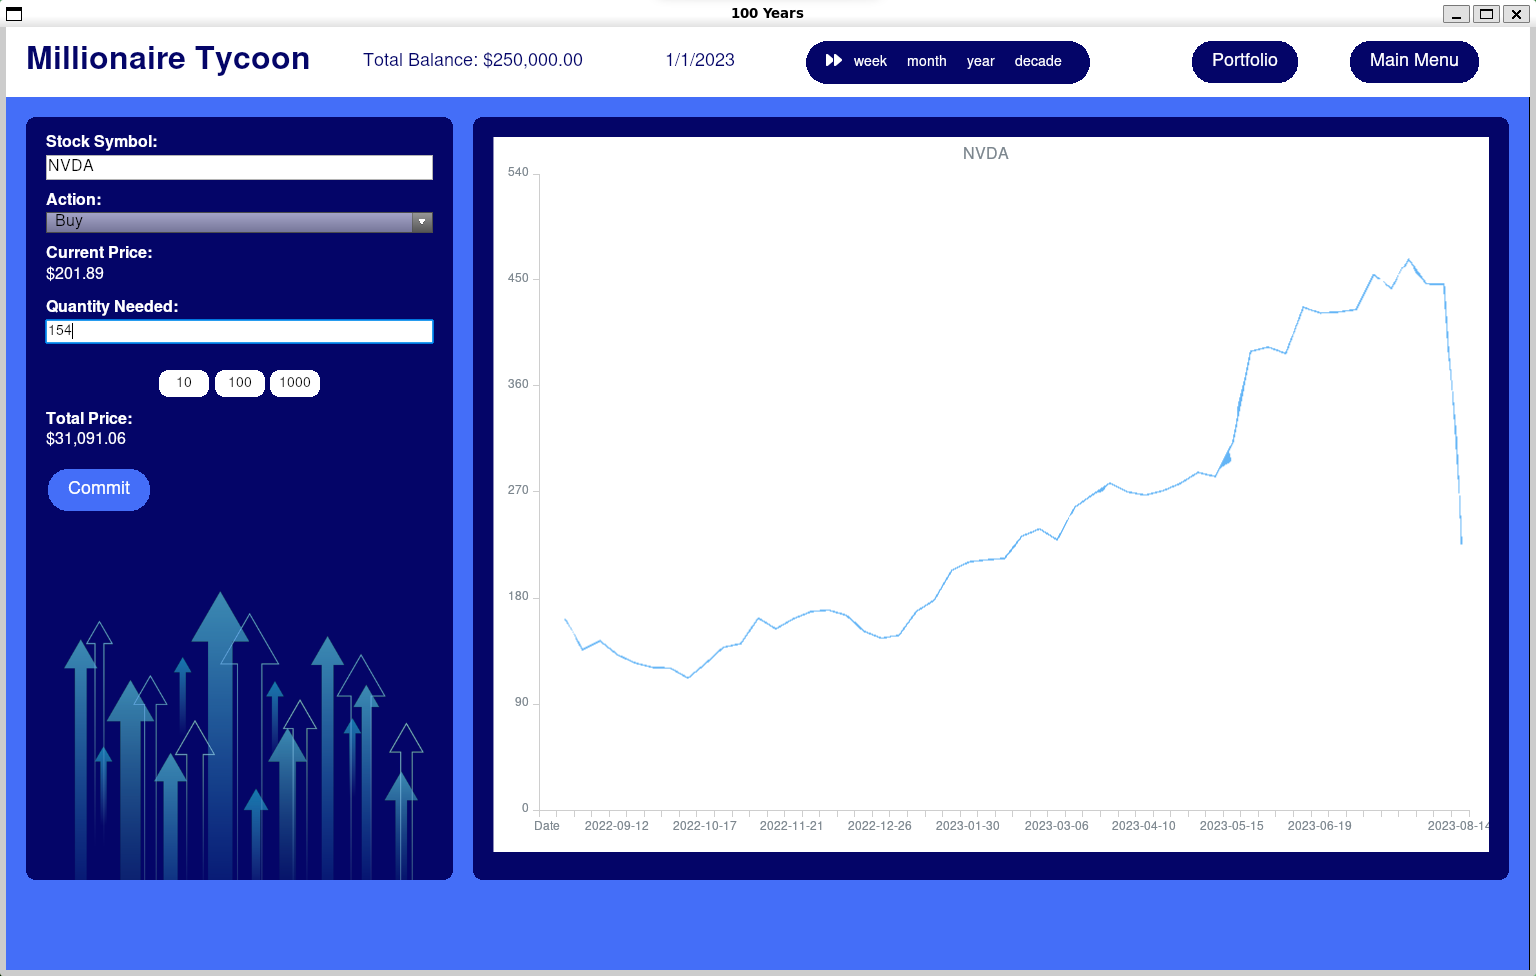 100 Years
Millionaire Tycoon
Total Balance: $250,000.00
1/1/2023
week month year decade
Portfolio
Main Menu
Stock Symbol:
NVDA
Action:
Buy
Current Price:
$201.89
Quantity Needed:
154
10 100 1000
Total Price:
$31,091.06
Commit
NVDA
540
450
360
270
180
90
0
Date 2022-09-12 2022-10-17 2022-11-21 2022-12-26 2023-01-30 2023-03-06 2023-04-10 2023-05-15 2023-06-19 2023-08-14